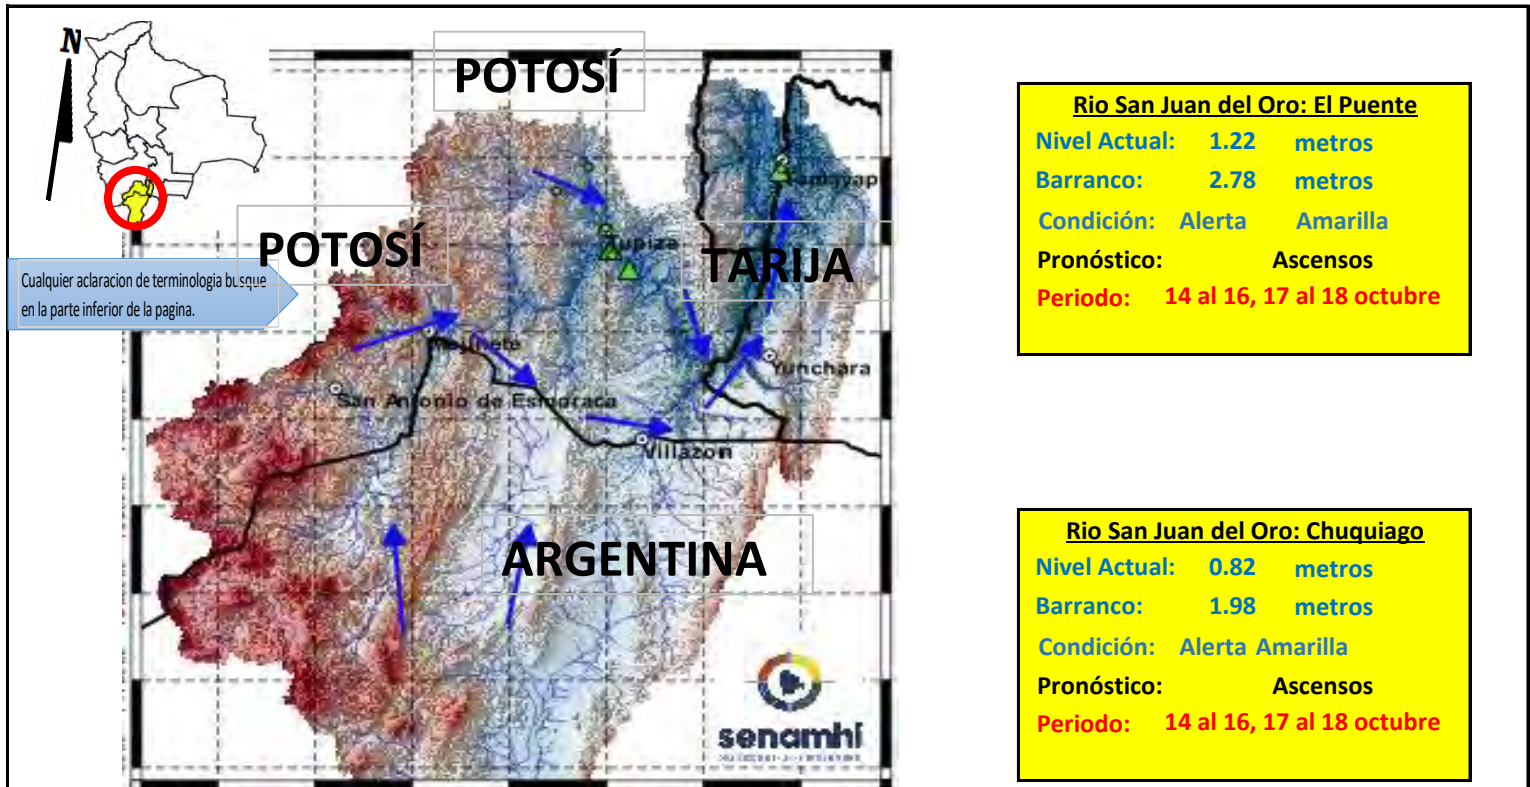 N
POTOSÍ
POTOSÍ
TARIJA
ARGENTINA
Cualquier aclaracion de terminologia busque
en la parte inferior de la pagina.
Tupiza
Yunchara
San Antonio de Esmoraca
Villazon
senamhí
Rio San Juan del Oro: El Puente
Nivel Actual: 1.22 metros
Barranco: 2.78 metros
Condición: Alerta Amarilla
Pronóstico: Ascensos
Periodo: 14 al 16, 17 al 18 octubre
Rio San Juan del Oro: Chuquiago
Nivel Actual: 0.82 metros
Barranco: 1.98 metros
Condición: Alerta Amarilla
Pronóstico: Ascensos
Periodo: 14 al 16, 17 al 18 octubre